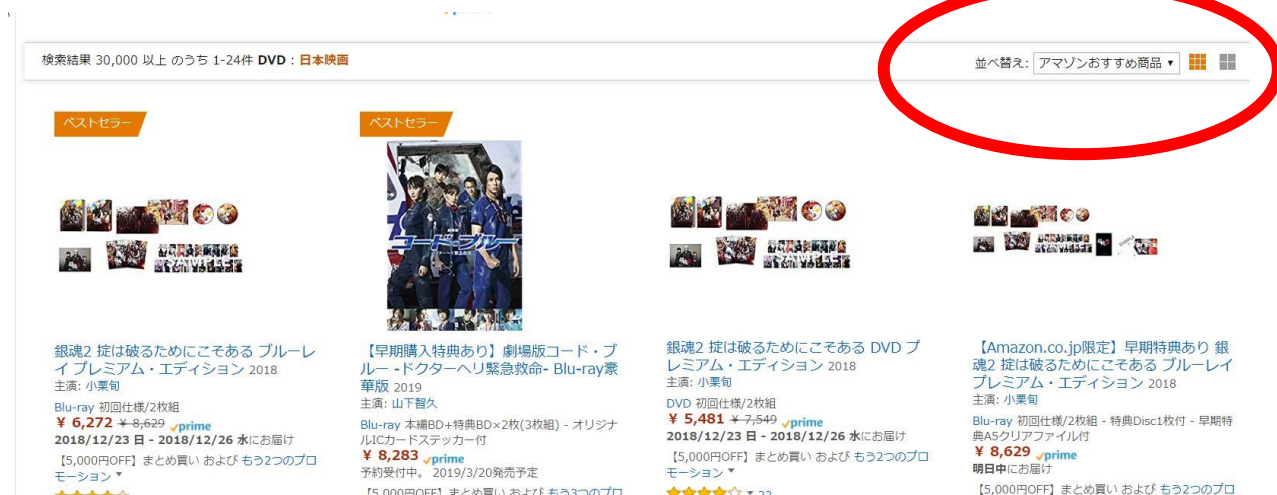 検索結果 30,000 以上 のうち 1-24件 DVD : 日本映画
並べ替え: アマゾンおすすめ商品
ベストセラー
ベストセラー
コード・ブルー
SAMPLE
銀魂2 掟は破るためにこそある ブルーレ
イ プレミアム・エディション 2018
主演: 小栗旬
Blu-ray 初回仕様/2枚組
¥ 6,272 ¥ 8,629 prime
2018/12/23 日 - 2018/12/26 水にお届け
【5,000円OFF】まとめ買い および もう2つのプロ
モーション
【早期購入特典あり】劇場版コード・ブ
ルー -ドクターヘリ緊急救命- Blu-ray豪
華版 2019
主演: 山下智久
Blu-ray 本編BD+特典BD×2枚(3枚組) - オリジナ
ルICカードステッカー付
¥ 8,283 prime
予約受付中。 2019/3/20発売予定
【5,000円OFF】まとめ買い および もう3つのプロ
銀魂2 掟は破るためにこそある DVD プ
レミアム・エディション 2018
主演: 小栗旬
DVD 初回仕様/2枚組
¥ 5,481 ¥ 7,549 prime
2018/12/23 日 - 2018/12/26 水にお届け
【5,000円OFF】まとめ買い および もう2つのプロ
モーション
【Amazon.co.jp限定】早期特典あり 銀
魂2 掟は破るためにこそある ブルーレイ
プレミアム・エディション 2018
主演: 小栗旬
Blu-ray 初回仕様/2枚組 - 特典Disc1枚付 - 早期特
典A5クリアファイル付
¥ 8,629 prime
明日中にお届け
【5,000円OFF】まとめ買い および もう2つのプロ